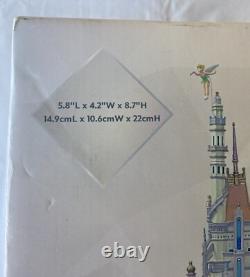 5.8"L x 4.2"W x 8.7"H
14.9cmL x 10.6cmW x 22cmH